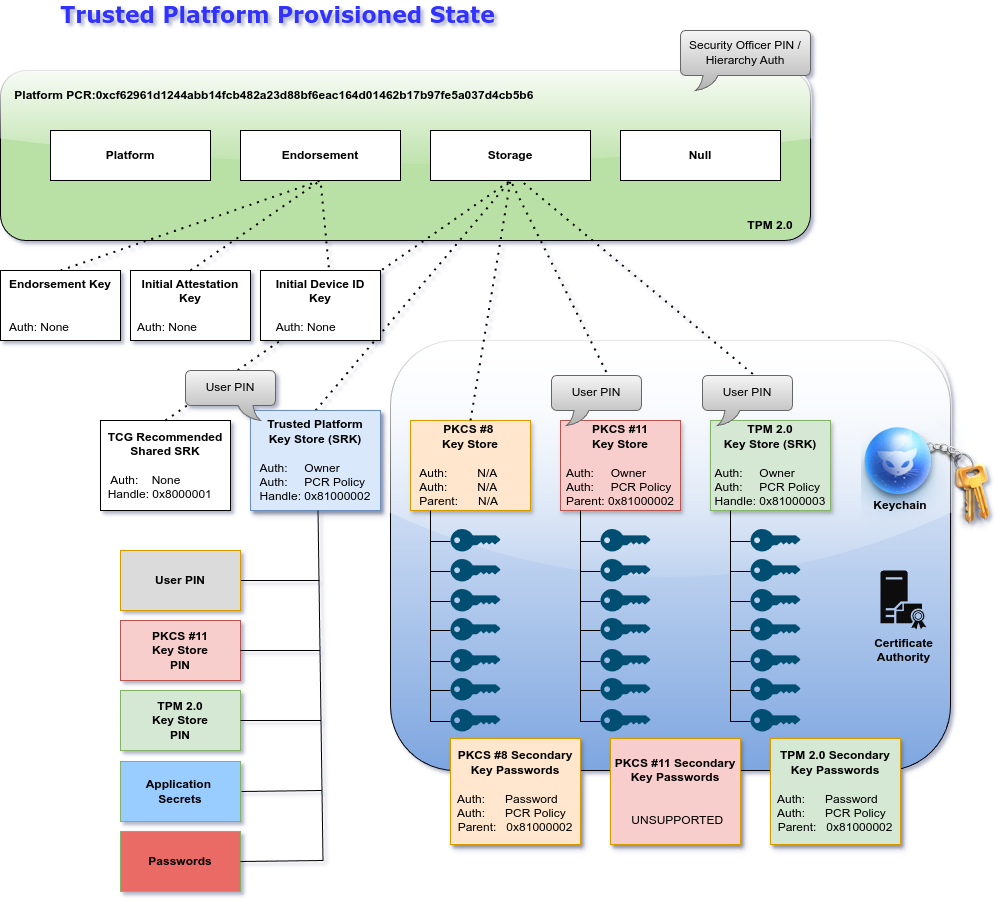 Trusted Platform Provisioned State
Security Officer PIN /
Hierarchy Auth
Platform PCR:0xcf62961d1244abb14fcb482a23d88bf6eac164d01462b17b97fe5a037d4cb5b6
Platform
Endorsement
Storage
Null
TPM 2.0
Endorsement Key
Auth: None
Initial Attestation
Key
Auth: None
Initial Device ID
Key
Auth: None
User PIN
User PIN
User PIN
TCG Recommended
Shared SRK
Auth: None
Handle: 0x8000001
Trusted Platform
Key Store (SRK)
Auth: Owner
Auth: PCR Policy
Handle: 0x81000002
PKCS #8
Key Store
Auth: N/A
Auth: N/A
Parent: N/A
PKCS #11
Key Store
Auth: Owner
Auth: PCR Policy
Parent: 0x81000002
TPM 2.0
Key Store (SRK)
Auth: Owner
Auth: PCR Policy
Handle: 0x81000003
Keychain
Certificate
Authority
User PIN
PKCS #11
Key Store
PIN
TPM 2.0
Key Store
PIN
Application
Secrets
Passwords
PKCS #8 Secondary
Key Passwords
Auth: Password
Auth: PCR Policy
Parent: 0x81000002
PKCS #11 Secondary
Key Passwords
UNSUPPORTED
TPM 2.0 Secondary
Key Passwords
Auth: Password
Auth: PCR Policy
Parent: 0x81000002